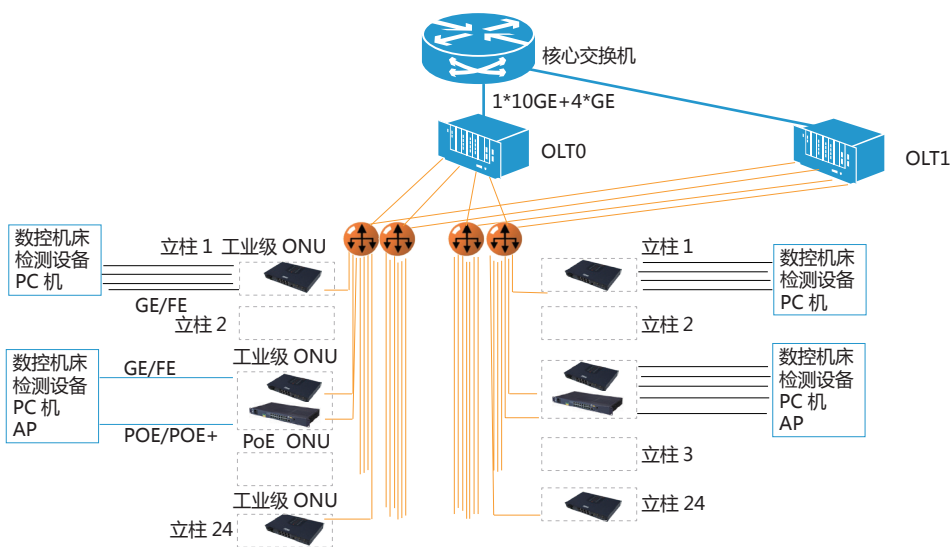 核心交换机
1*10GE+4*GE
OLT0
OLT1
数控机床
检测设备
PC 机
立柱 1 工业级 ONU
GE/FE
立柱 2
数控机床
检测设备
PC 机
AP
工业级 ONU
GE/FE
POE/POE+
PoE ONU
工业级 ONU
立柱 24
立柱 1
数控机床
检测设备
PC 机
立柱 2
数控机床
检测设备
PC 机
AP
立柱 3
立柱 24